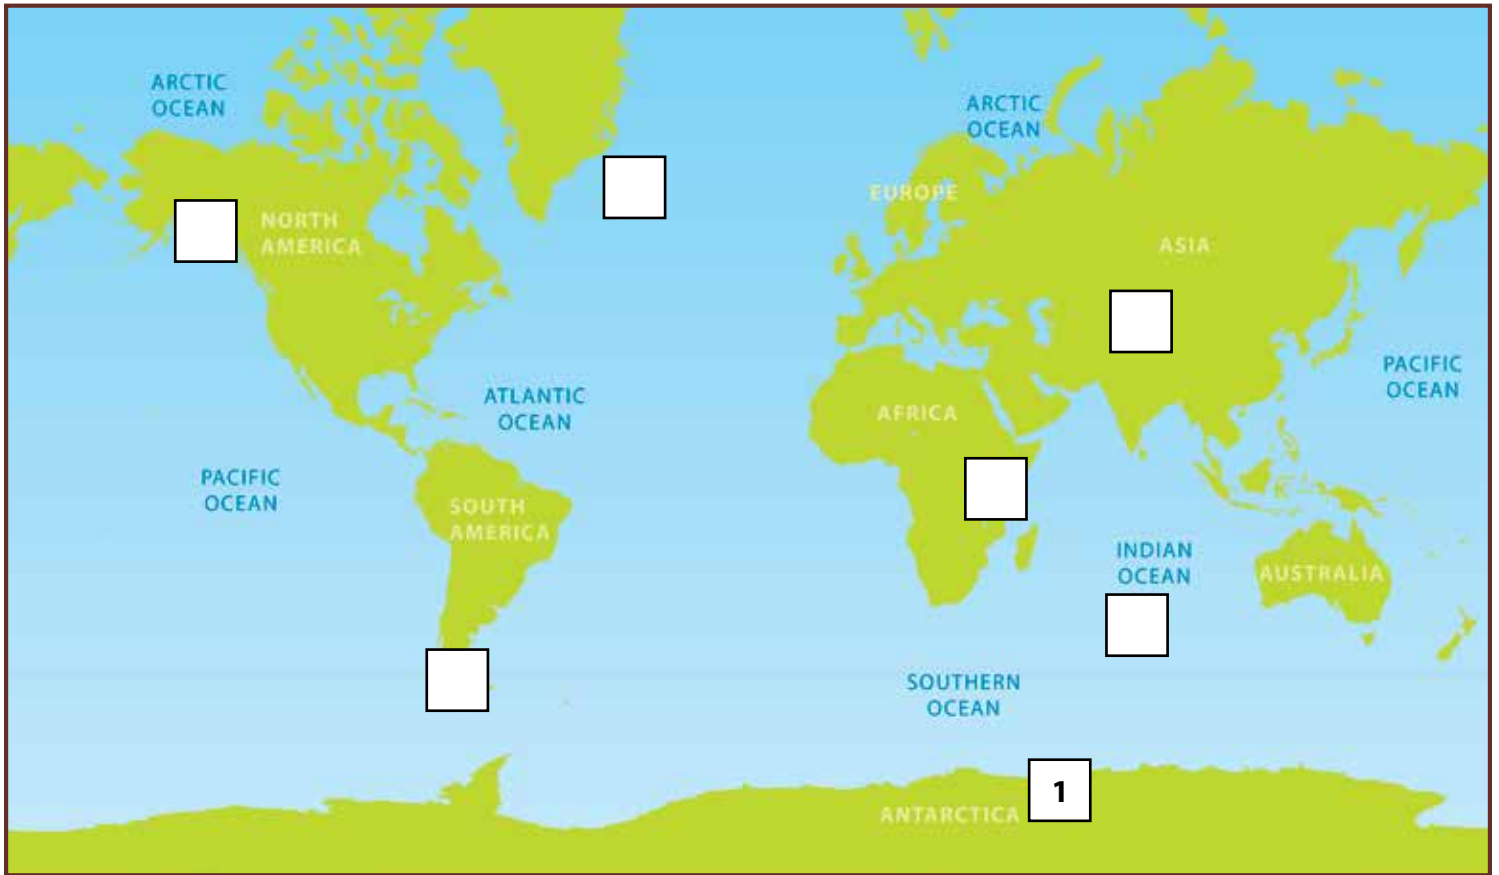 ARCTIC
OCEAN
ARCTIC
OCEAN
EUROPE
NORTH
AMERICA
ASIA
PACIFIC
OCEAN
ATLANTIC
OCEAN
AFRICA
PACIFIC
OCEAN
SOUTH
AMERICA
INDIAN
OCEAN
AUSTRALIA
SOUTHERN
OCEAN
1
ANTARCTICA